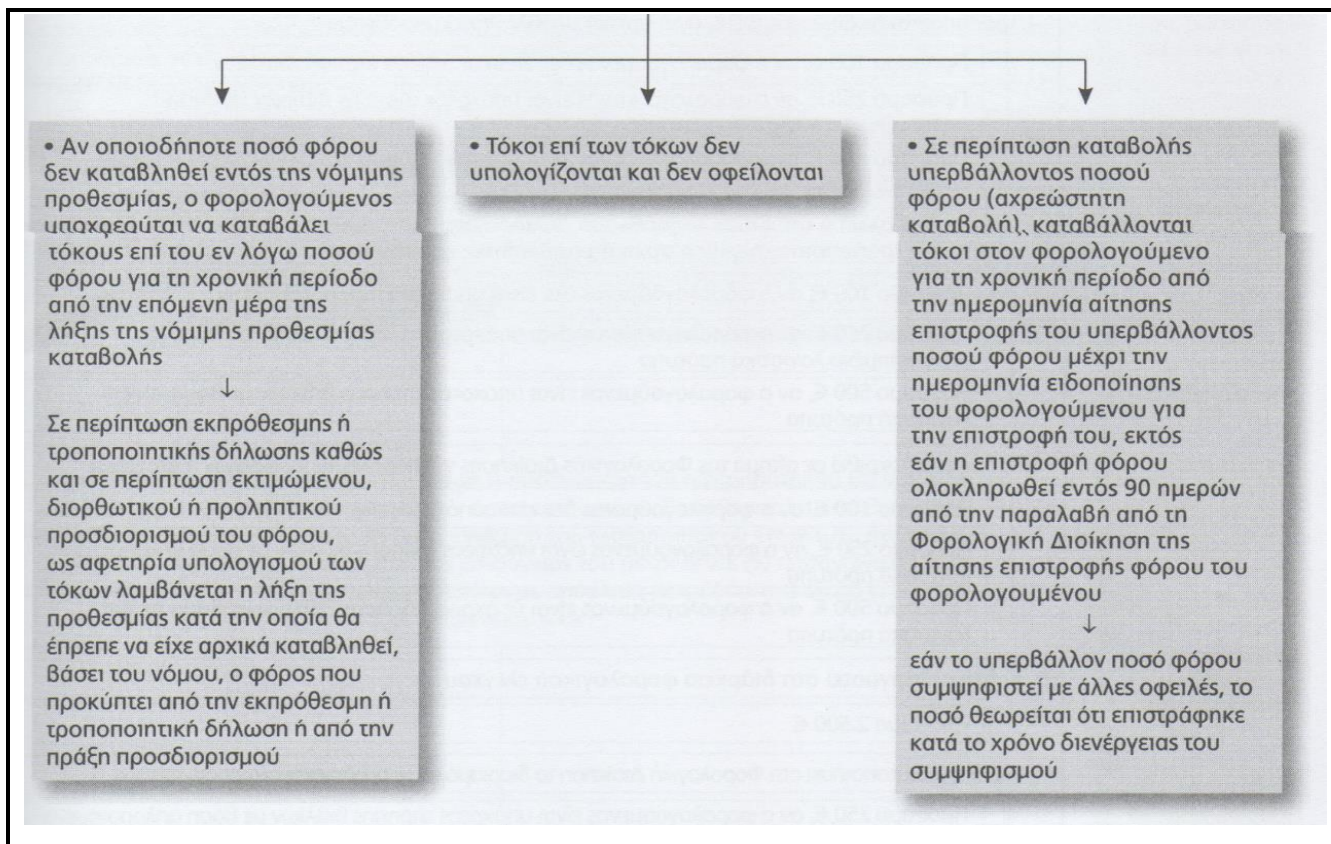 • Αν οποιοδήποτε ποσό φόρου
δεν καταβληθεί εντός της νόμιμης
προθεσμίας, ο φορολογούμενος
υποχρεούται να καταβάλει
τόκους επί του εν λόγω ποσού
φόρου για τη χρονική περίοδο
από την επόμενη μέρα της
λήξης της νόμιμης προθεσμίας
καταβολής
↓
Σε περίπτωση εκπρόθεσμης ή
τροποποιητικής δήλωσης καθώς
και σε περίπτωση εκτιμώμενου,
διορθωτικού ή προληπτικού
προσδιορισμού του φόρου,
ως αφετηρία υπολογισμού των
τόκων λαμβάνεται η λήξη της
προθεσμίας κατά την οποία θα
έπρεπε να είχε αρχικά καταβληθεί,
βάσει του νόμου, ο φόρος που
προκύπτει από την εκπρόθεσμη ή
τροποποιητική δήλωση ή από την
πράξη προσδιορισμού
• Τόκοι επί των τόκων δεν
υπολογίζονται και δεν οφείλονται
• Σε περίπτωση καταβολής
υπερβάλλοντος ποσού
φόρου (αχρεώστητη
καταβολή), καταβάλλονται
τόκοι στον φορολογούμενο
για τη χρονική περίοδο από
την ημερομηνία αίτησης
επιστροφής του υπερβάλλοντος
ποσού φόρου μέχρι την
ημερομηνία ειδοποίησης
του φορολογούμενου για
την επιστροφή του, εκτός
εάν η επιστροφή φόρου
ολοκληρωθεί εντός 90 ημερών
από την παραλαβή από τη
Φορολογική Διοίκηση της
αίτησης επιστροφής φόρου του
φορολογουμένου
↓
εάν το υπερβάλλον ποσό φόρου
συμψηφιστεί με άλλες οφειλές, το
ποσό θεωρείται ότι επιστράφηκε
κατά το χρόνο διενέργειας του
συμψηφισμού